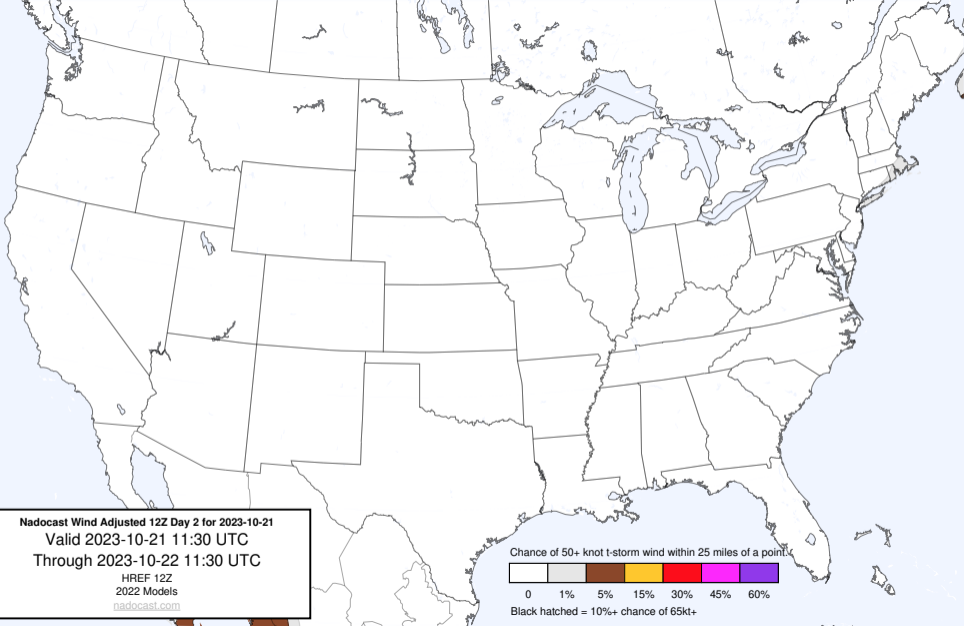 Nadocast Wind Adjusted 12Z Day 2 for 2023-10-21
Valid 2023-10-21 11:30 UTC
Through 2023-10-22 11:30 UTC
HREF 12Z
2022 Models
nadocast.com
Chance of 50+ knot t-storm wind within 25 miles of a point.
0 1% 5% 15% 30% 45% 60%
Black hatched = 10%+ chance of 65kt+